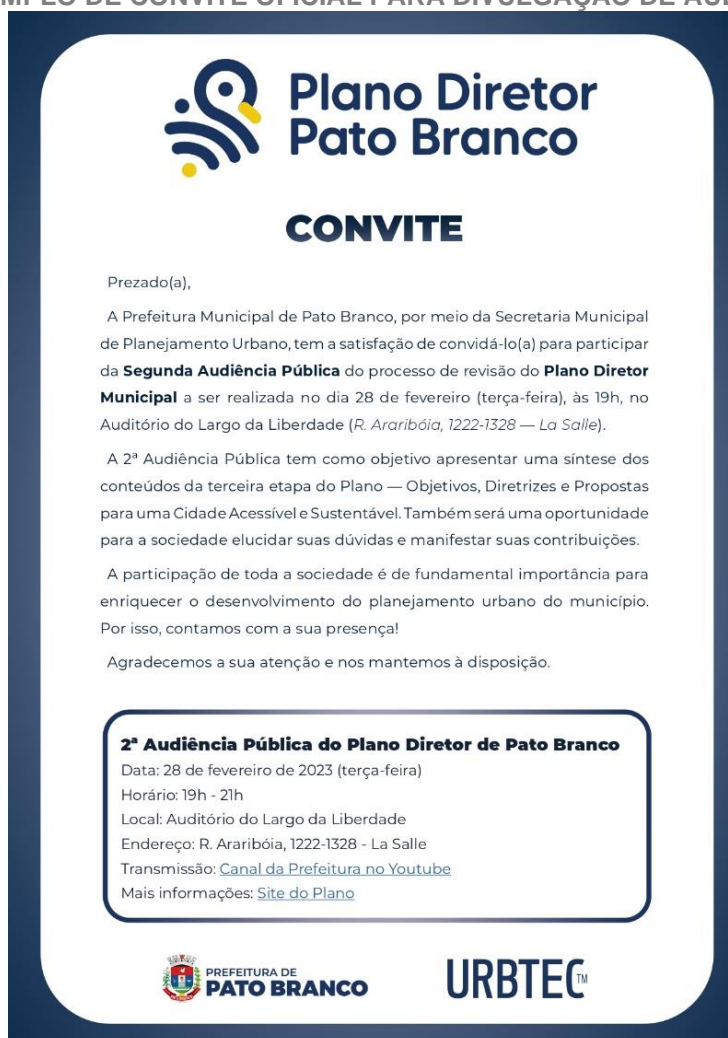 DE CONVITE OFICIAL PARA DIVULGAÇÃO DE
Plano Diretor
Pato Branco
CONVITE
Prezado(a),
A Prefeitura Municipal de Pato Branco, por meio da Secretaria Municipal
de Planejamento Urbano, tem a satisfação de convidá-lo(a) para participar
da Segunda Audiência Pública do processo de revisão do Plano Diretor
Municipal a ser realizada no dia 28 de fevereiro (terça-feira), às 19h, no
Auditório do Largo da Liberdade (R. Araribóia, 1222-1328 — La Salle).
A 2ª Audiência Pública tem como objetivo apresentar uma síntese dos
conteúdos da terceira etapa do Plano — Objetivos, Diretrizes e Propostas
para uma Cidade Acessível e Sustentável. Também será uma oportunidade
para a sociedade elucidar suas dúvidas e manifestar suas contribuições.
A participação de toda a sociedade é de fundamental importância para
enriquecer o desenvolvimento do planejamento urbano do município.
Por isso, contamos com a sua presença!
Agradecemos a sua atenção e nos mantemos à disposição.
2ª Audiência Pública do Plano Diretor de Pato Branco
Data: 28 de fevereiro de 2023 (terça-feira)
Horário: 19h - 21h
Local: Auditório do Largo da Liberdade
Endereço: R. Araribóia, 1222-1328 - La Salle
Transmissão: Canal da Prefeitura no Youtube
Mais informações: Site do Plano
PREFEITURA DE
PATO BRANCO
URBTEC™